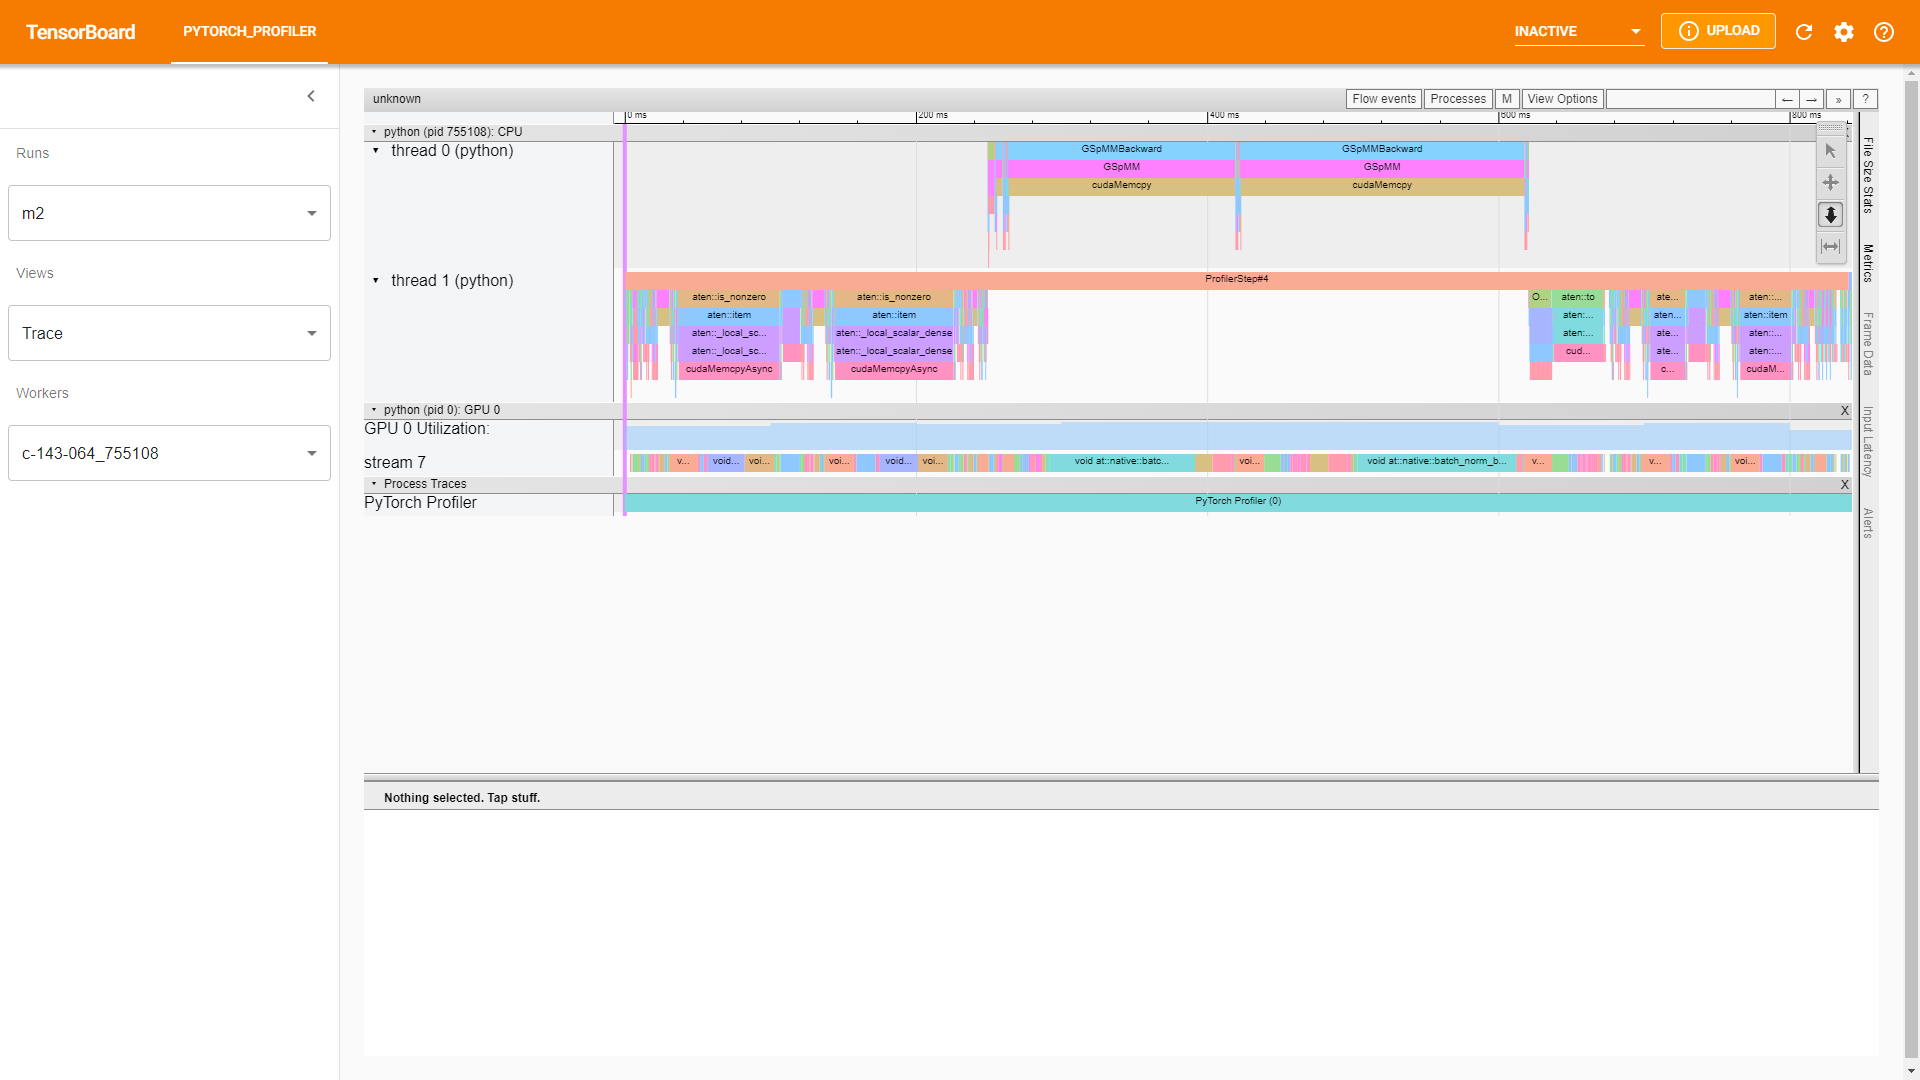 TensorBoard
PYTORCH_PROFILER
INACTIVE
UPLOAD
Runs
m2
Views
Trace
Workers
c-143-064_755108
unknown
Flow events
Processes
M
View Options
←
→
»
?
0 ms
200 ms
400 ms
600 ms
800 ms
python (pid 755108): CPU
thread 0 (python)
GSpMMBackward
GSpMMBackward
GSpMM
GSpMM
cudaMemcpy
cudaMemcpy
thread 1 (python)
ProfilerStep#4
aten::is_nonzero
aten::is_nonzero
O...
aten::to
ate...
aten::...
aten::item
aten::item
aten::...
aten...
aten::item
aten::_local_sc...
aten::_local_scalar_dense
aten::...
ate...
aten::...
aten::_local_sc...
aten::_local_scalar_dense
cud...
ate...
aten::...
cudaMemcpyAsync
cudaMemcpyAsync
c...
cudaM...
python (pid 0): GPU 0
X
GPU 0 Utilization:
stream 7
v...
void...
voi...
voi...
void...
voi...
void at::native::batc...
voi...
void at::native::batch_norm_b...
v...
v...
voi...
Process Traces
X
PyTorch Profiler
PyTorch Profiler (0)
File Size Stats
Metrics
Frame Data
Input Latency
Alerts
Nothing selected. Tap stuff.